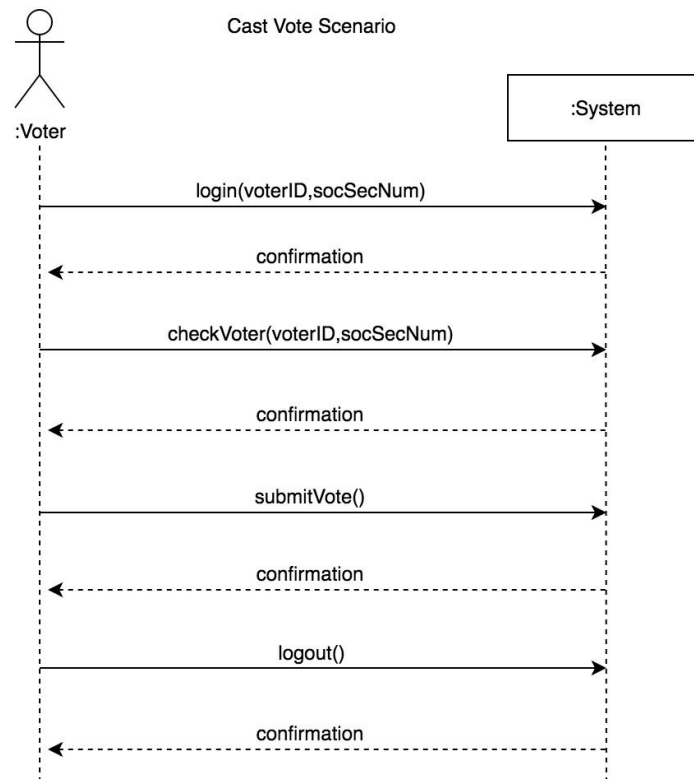 Cast Vote Scenario
:System
:Voter
login(voterID,socSecNum)
confirmation
checkVoter(voterID,socSecNum)
confirmation
submitVote()
confirmation
logout()
confirmation